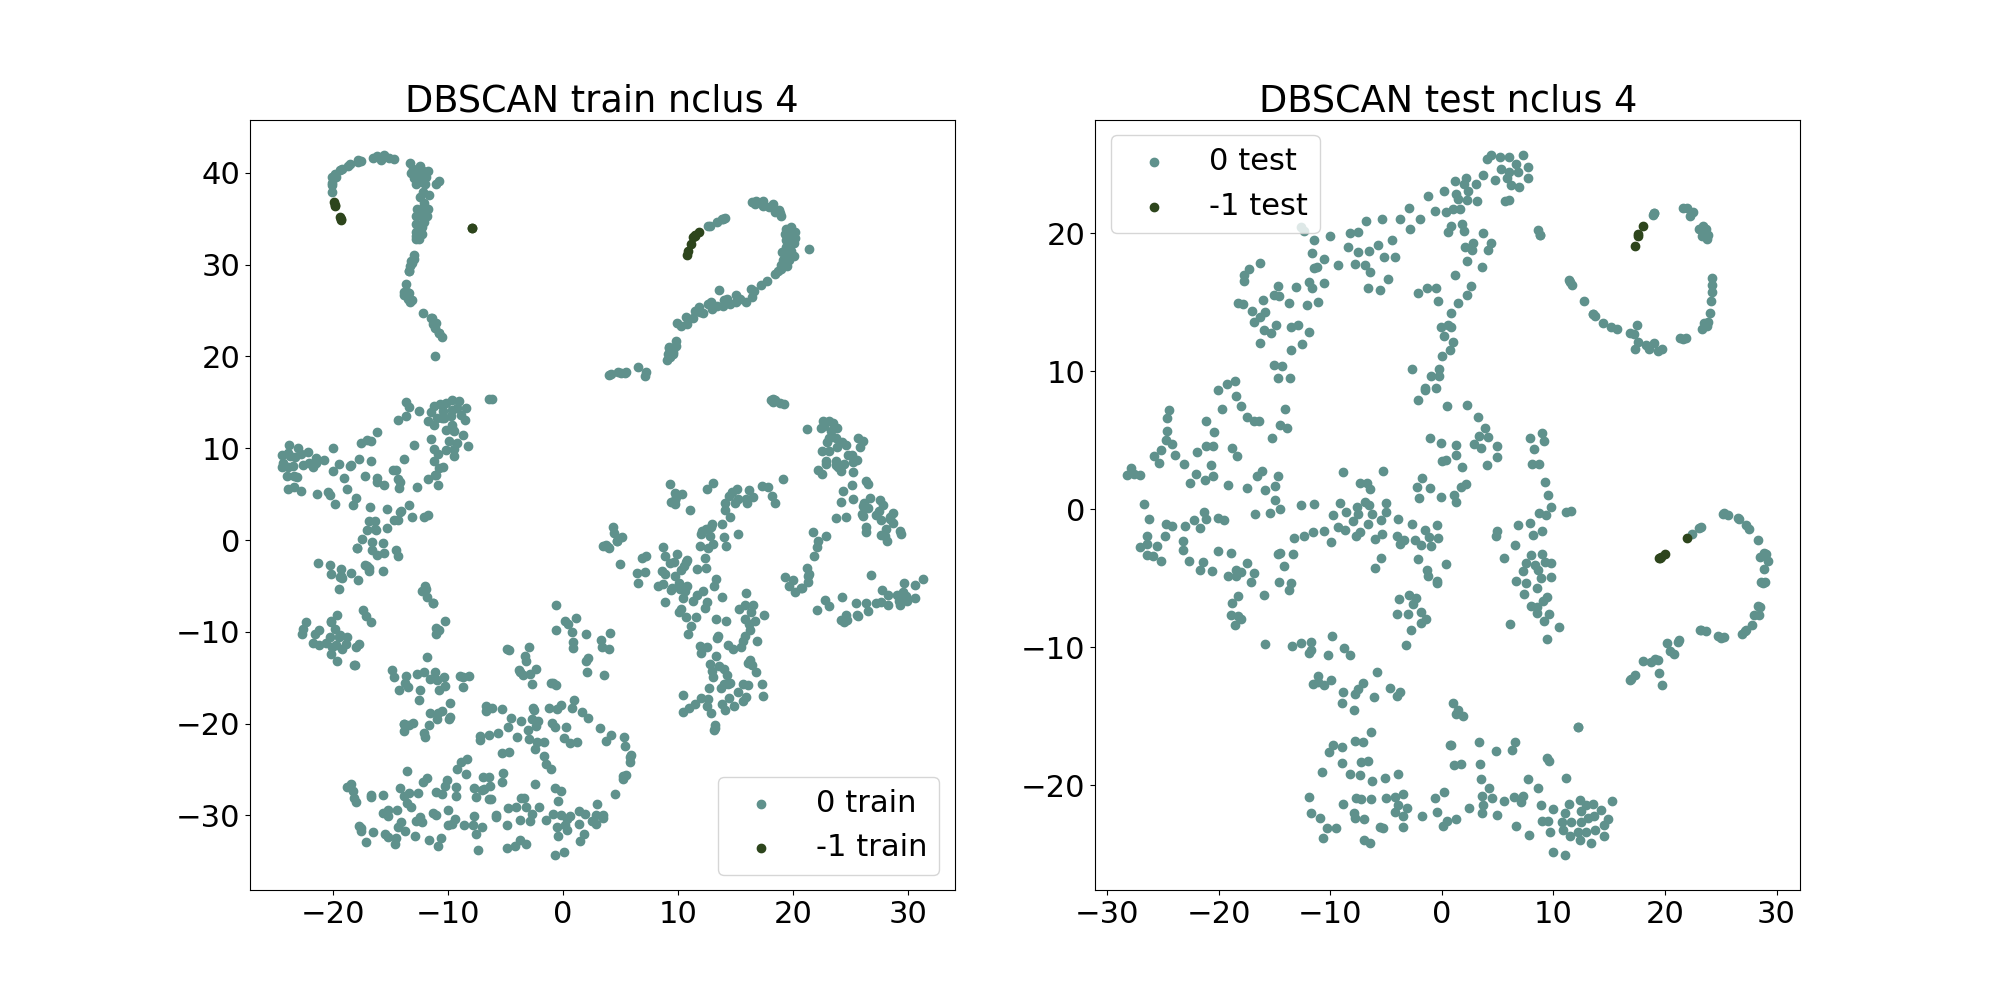 DBSCAN train nclus 4
40
30
20
10
0
−10
−20
−30
−20 −10 0 10 20 30
0 train
-1 train
DBSCAN test nclus 4
0 test
-1 test
20
10
0
−10
−20
−30 −20 −10 0 10 20 30